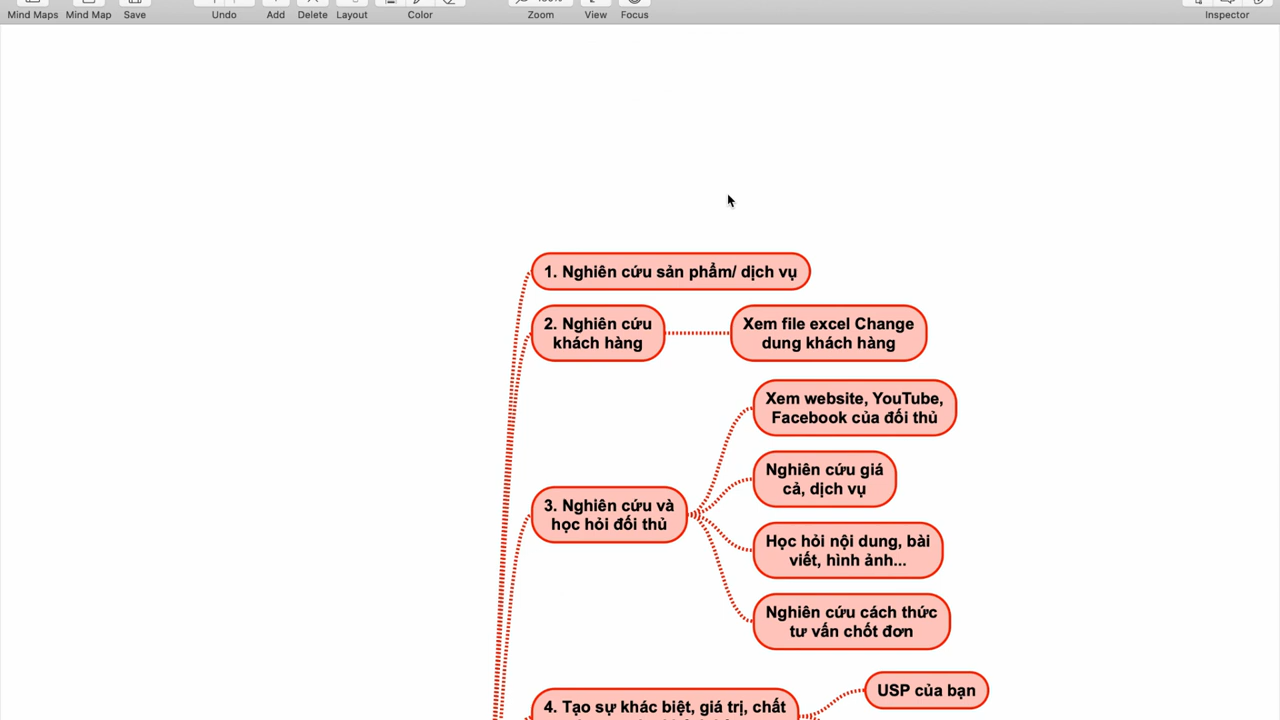 Mind Maps Mind Map Save Undo Add Delete Layout Color Zoom View Focus Inspector
1. Nghiên cứu sản phẩm/ dịch vụ
2. Nghiên cứu
khách hàng
Xem file excel Change
dung khách hàng
3. Nghiên cứu và
học hỏi đối thủ
Xem website, YouTube,
Facebook của đối thủ
Nghiên cứu giá
cả, dịch vụ
Học hỏi nội dung, bài
viết, hình ảnh...
Nghiên cứu cách thức
tư vấn chốt đơn
4. Tạo sự khác biệt, giá trị, chất
USP của bạn